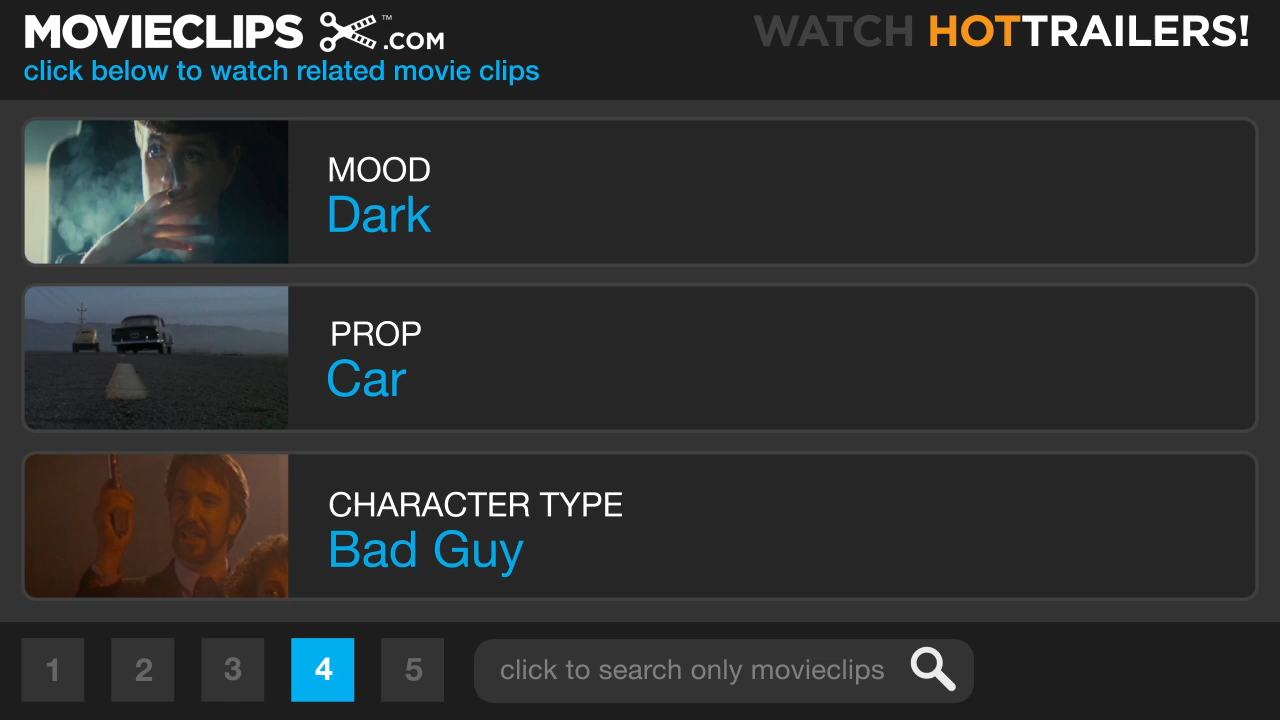 MOVIECLIPS ™ .COM
WATCH HOTTRAILERS!
click below to watch related movie clips
MOOD
Dark
PROP
Car
CHARACTER TYPE
Bad Guy
1 2 3 4 5
click to search only movieclips